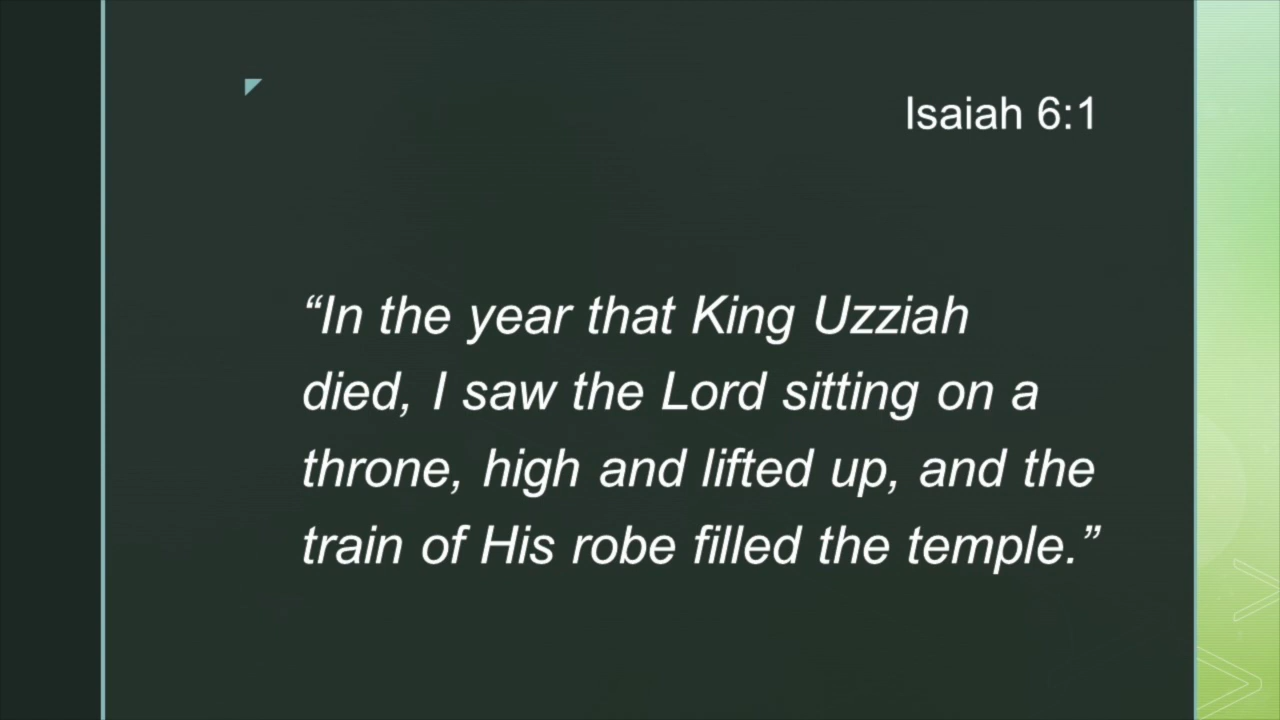 Isaiah 6:1
“In the year that King Uzziah
died, I saw the Lord sitting on a
throne, high and lifted up, and the
train of His robe filled the temple.”